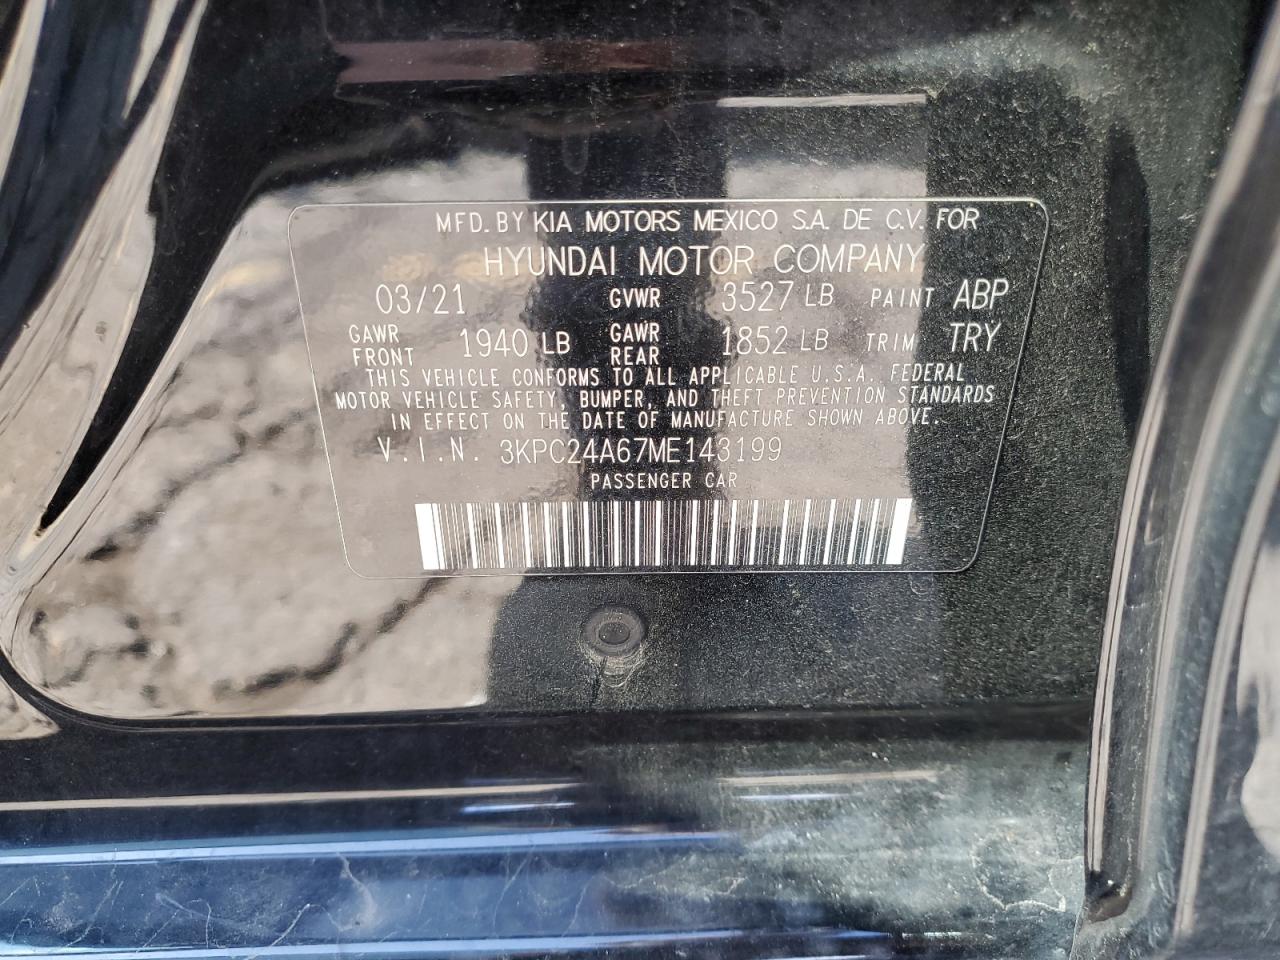 MFD. BY KIA MOTORS MEXICO S.A. DE C.V. FOR
HYUNDAI MOTOR COMPANY
03/21 GVWR 3527 LB PAINT ABP
GAWR FRONT 1940 LB GAWR REAR 1852 LB TRIM TRY
THIS VEHICLE CONFORMS TO ALL APPLICABLE U.S.A. FEDERAL
MOTOR VEHICLE SAFETY, BUMPER, AND THEFT PREVENTION STANDARDS
IN EFFECT ON THE DATE OF MANUFACTURE SHOWN ABOVE.
V.I.N. 3KPC24A67ME143199
PASSENGER CAR